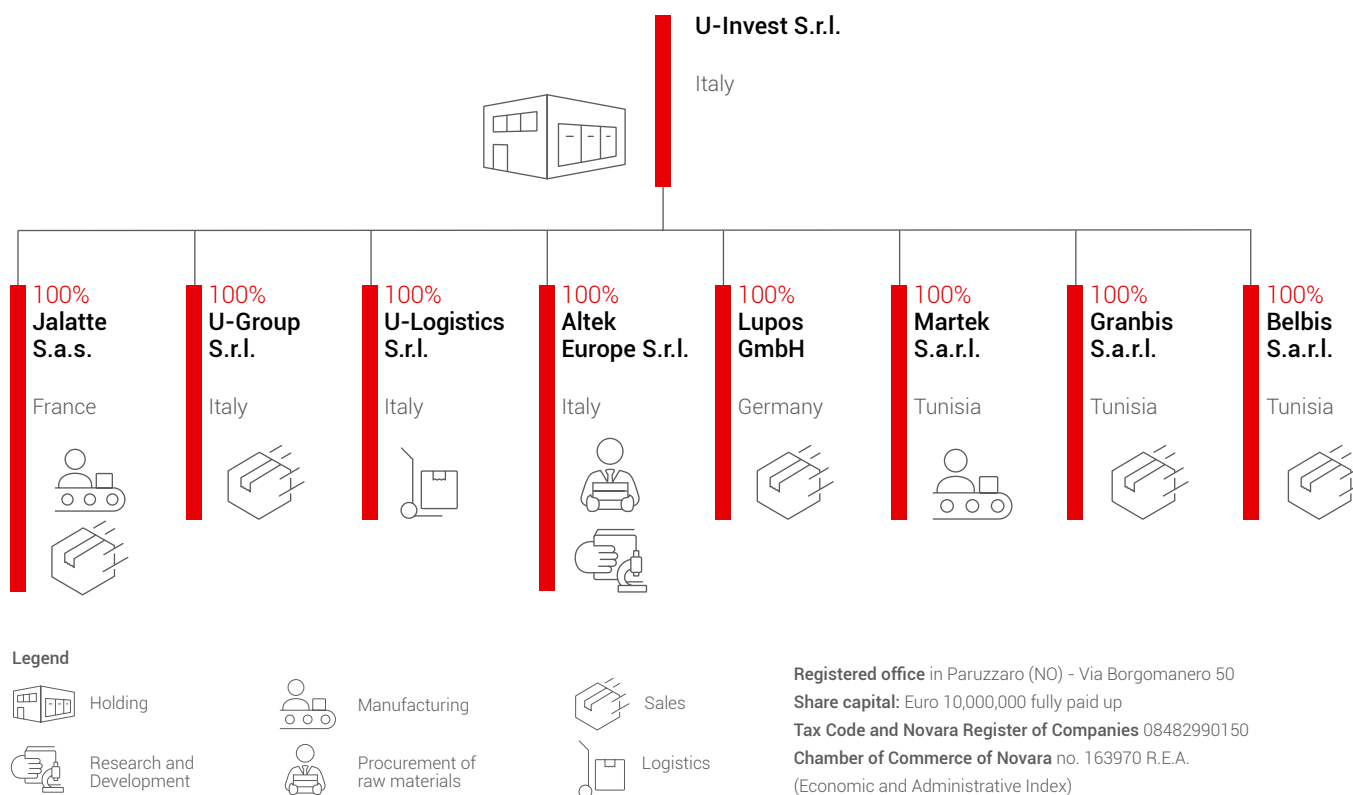 U-Invest S.r.l.
Italy
100%
Jalatte
S.a.s.
France
100%
U-Group
S.r.l.
Italy
100%
U-Logistics
S.r.l.
Italy
100%
Altek
Europe S.r.l.
Italy
100%
Lupos
GmbH
Germany
100%
Martek
S.a.r.l.
Tunisia
100%
Granbis
S.a.r.l.
Tunisia
100%
Belbis
S.a.r.l.
Tunisia
Legend
Holding
Manufacturing
Sales
Research and
Development
Procurement of
raw materials
Logistics
Registered office in Paruzzaro (NO) - Via Borgomanero 50
Share capital: Euro 10,000,000 fully paid up
Tax Code and Novara Register of Companies 08482990150
Chamber of Commerce of Novara no. 163970 R.E.A.
(Economic and Administrative Index)